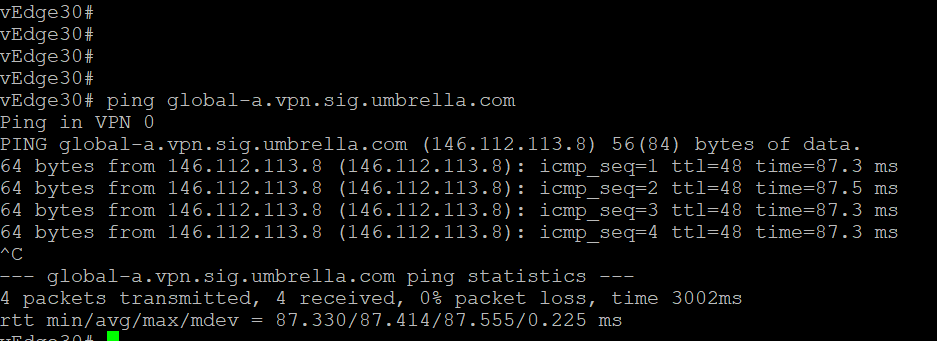 vEdge30#
vEdge30#
vEdge30#
vEdge30#
vEdge30# ping global-a.vpn.sig.umbrella.com
Ping in VPN 0
PING global-a.vpn.sig.umbrella.com (146.112.113.8) 56(84) bytes of data.
64 bytes from 146.112.113.8 (146.112.113.8): icmp_seq=1 ttl=48 time=87.3 ms
64 bytes from 146.112.113.8 (146.112.113.8): icmp_seq=2 ttl=48 time=87.5 ms
64 bytes from 146.112.113.8 (146.112.113.8): icmp_seq=3 ttl=48 time=87.3 ms
64 bytes from 146.112.113.8 (146.112.113.8): icmp_seq=4 ttl=48 time=87.3 ms
^C
--- global-a.vpn.sig.umbrella.com ping statistics ---
4 packets transmitted, 4 received, 0% packet loss, time 3002ms
rtt min/avg/max/mdev = 87.330/87.414/87.555/0.225 ms
vEdge30#